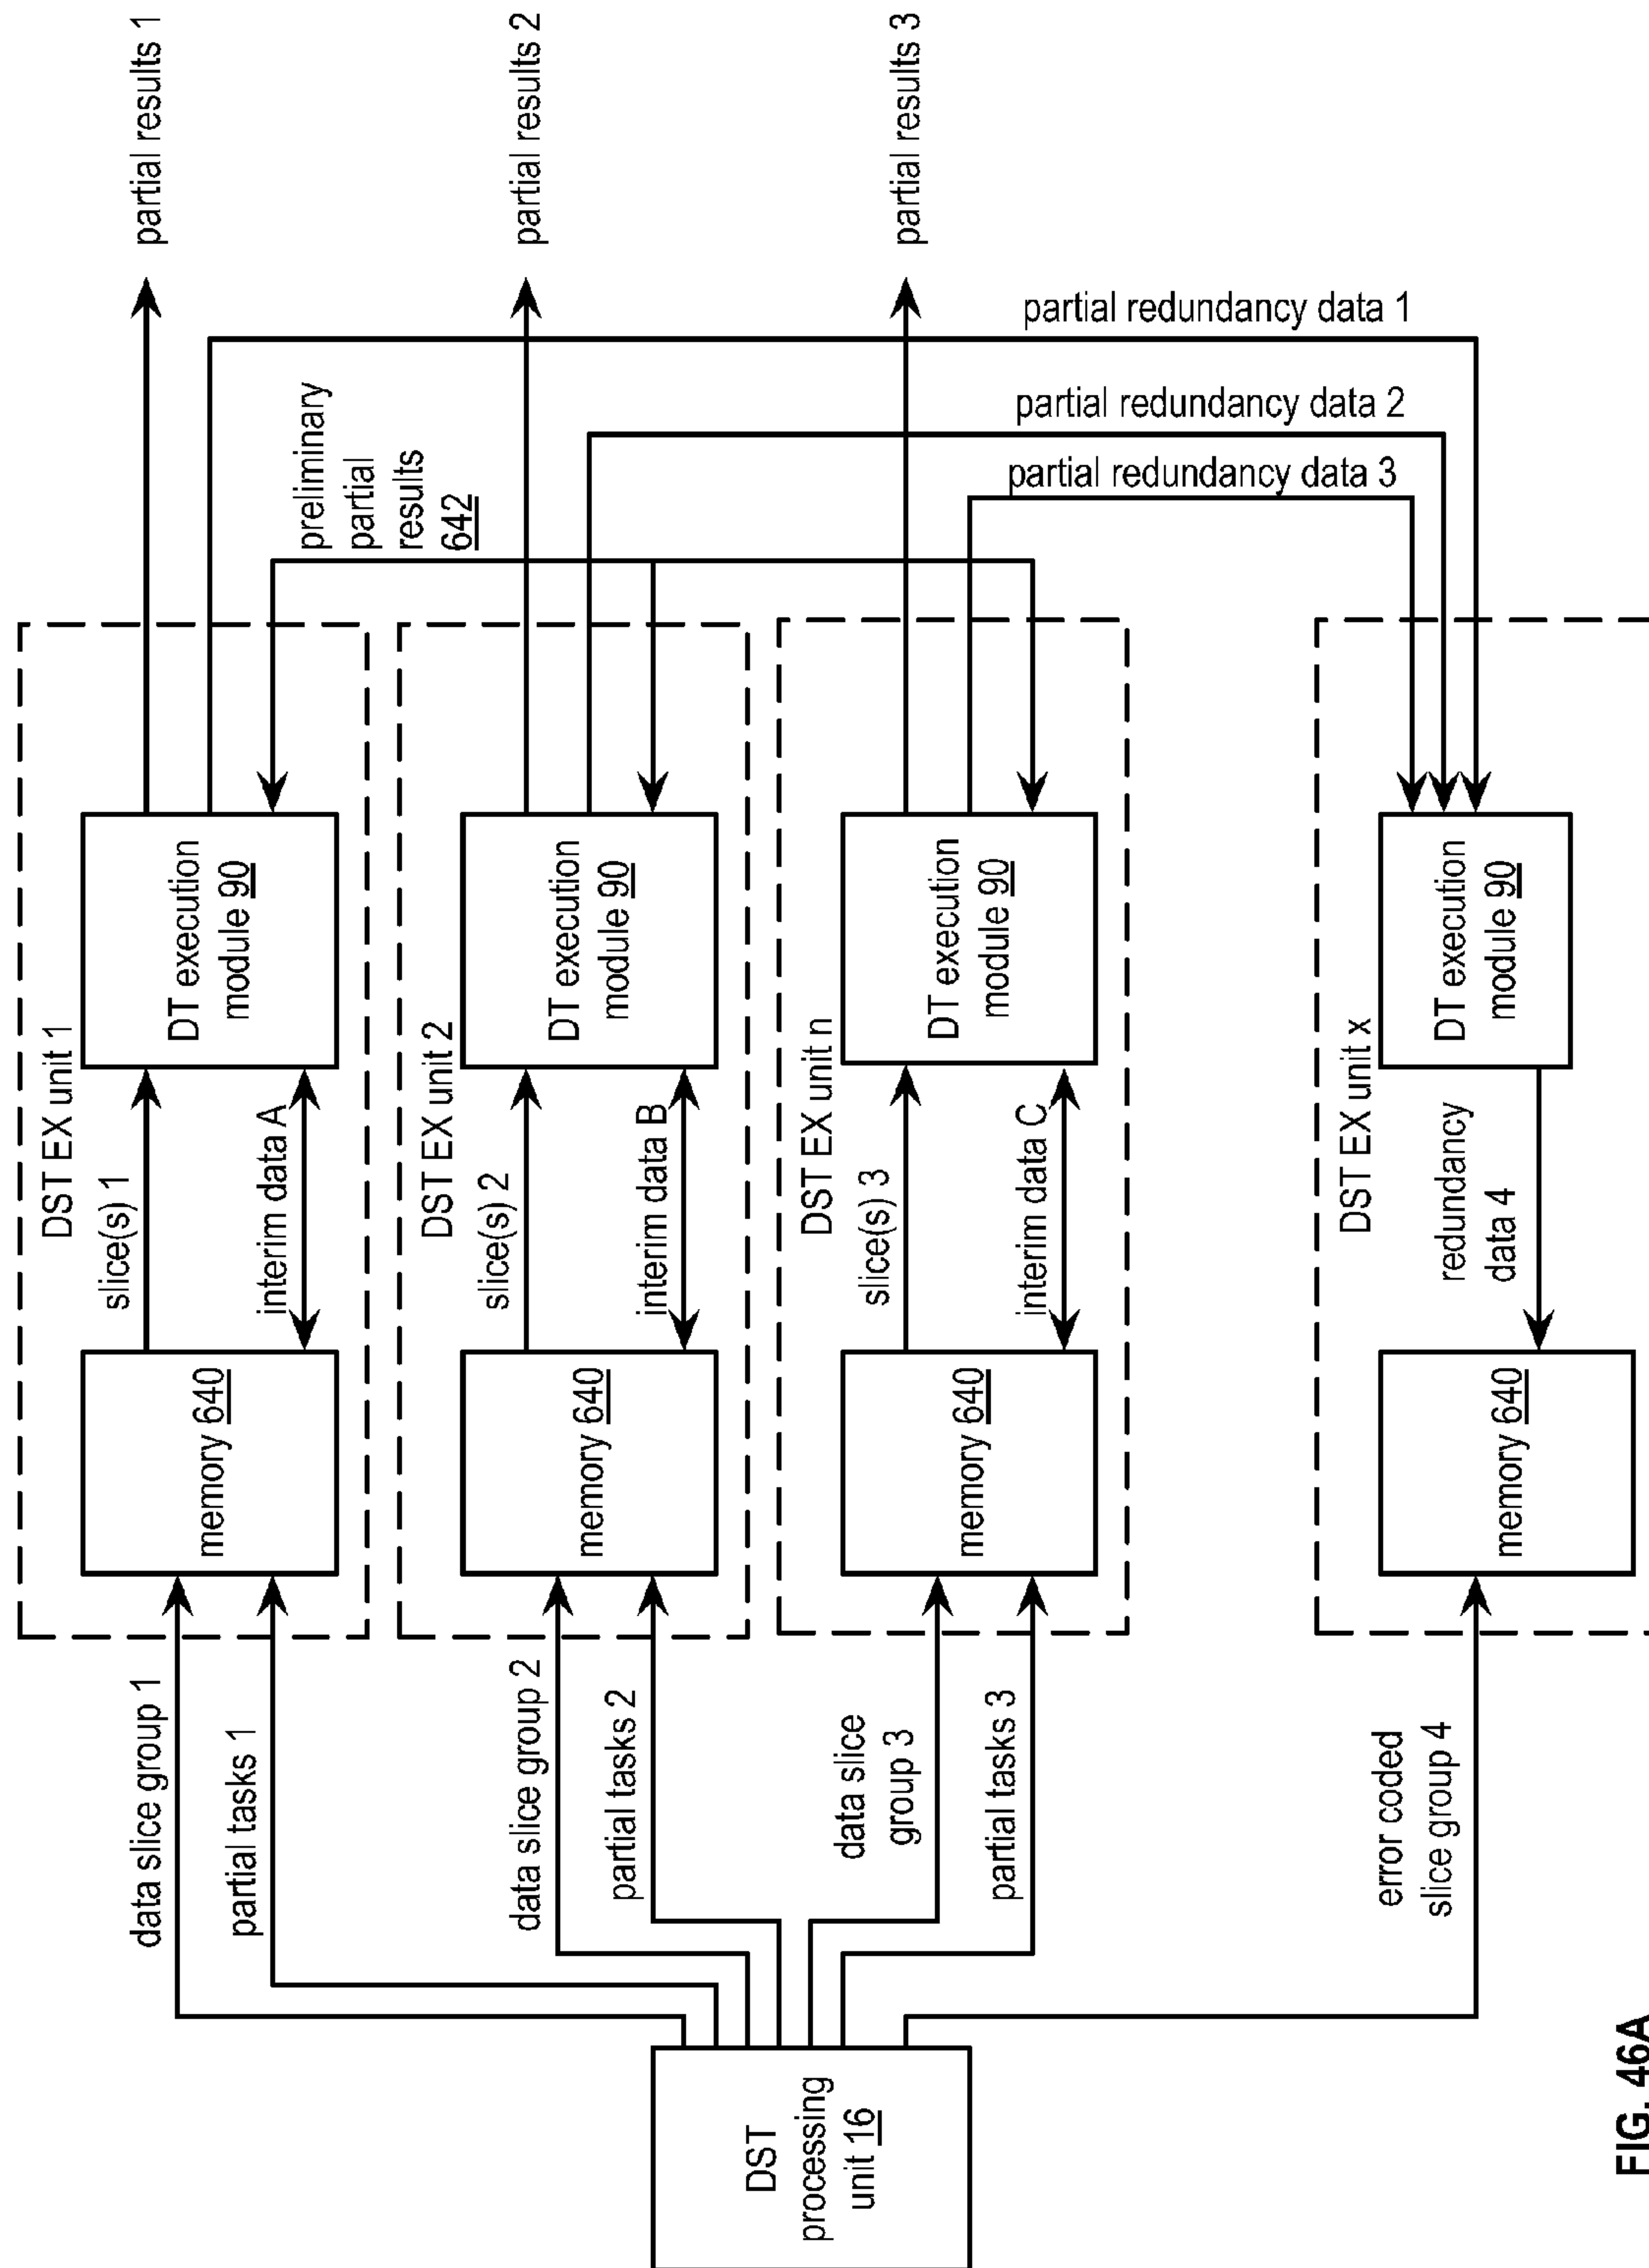 DST
processing
unit 16
data slice group 1
partial tasks 1
data slice group 2
partial tasks 2
data slice
group 3
partial tasks 3
error coded
slice group 4
DST EX unit 1
memory 640
slice(s) 1
interim data A
DT execution
module 90
partial results 1
DST EX unit 2
memory 640
slice(s) 2
interim data B
DT execution
module 90
partial results 2
DST EX unit n
memory 640
slice(s) 3
interim data C
DT execution
module 90
partial results 3
preliminary
partial
results
642
partial redundancy data 1
partial redundancy data 2
partial redundancy data 3
DST EX unit x
memory 640
redundancy
data 4
DT execution
module 90
FIG. 46A